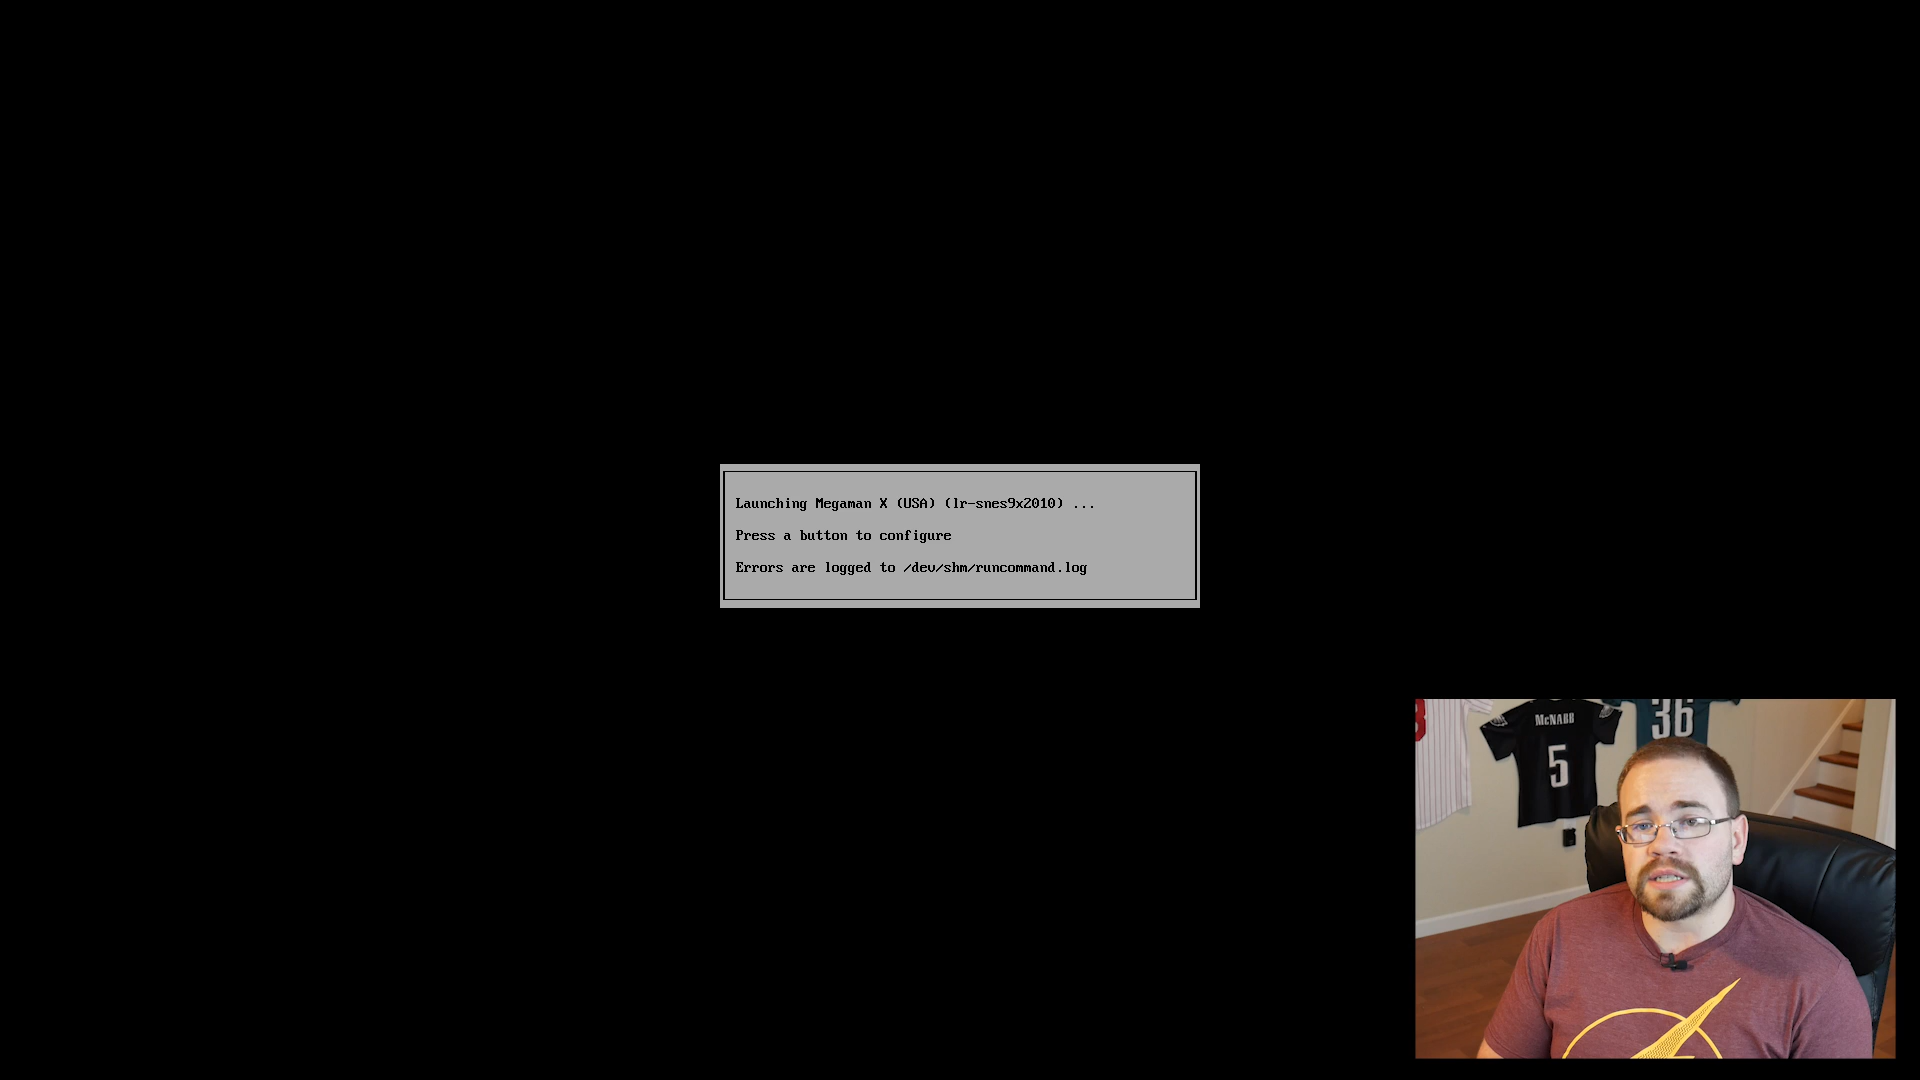 Launching Megaman X (USA) (lr-snes9x2010) ...
Press a button to configure
Errors are logged to /dev/shm/runcommand.log
McNABB
5
36